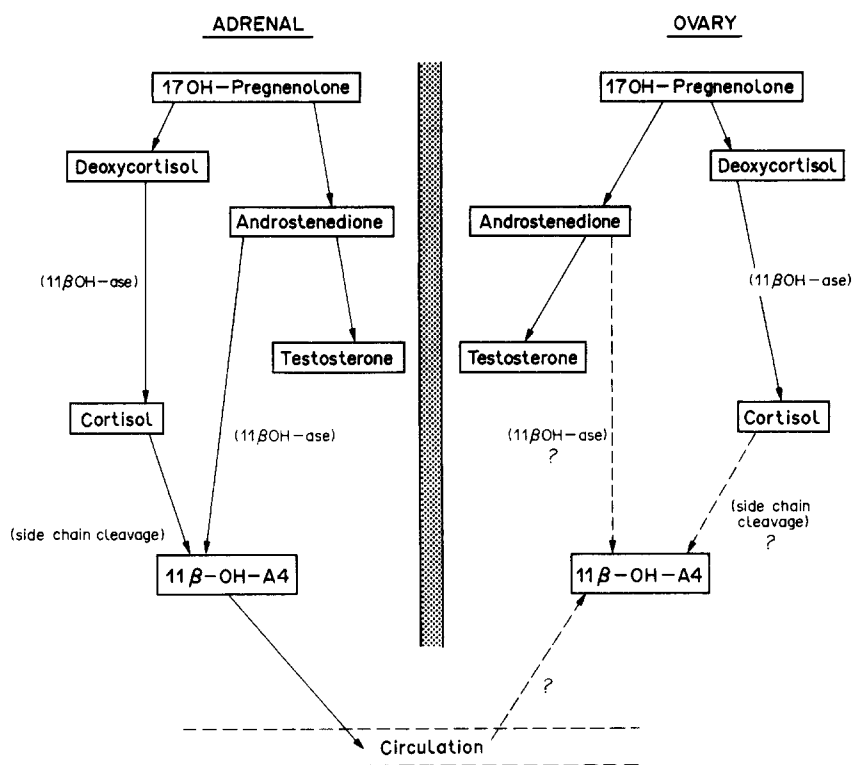 ADRENAL
17OH-Pregnenolone
Deoxycortisol
Androstenedione
(11βOH-ase)
Testosterone
Cortisol
(11βOH-ase)
(side chain cleavage)
11β-OH-A4
OVARY
17OH-Pregnenolone
Deoxycortisol
Androstenedione
(11βOH-ase)
Testosterone
Cortisol
(11βOH-ase)
?
(side chain
cleavage)
?
11β-OH-A4
?
Circulation